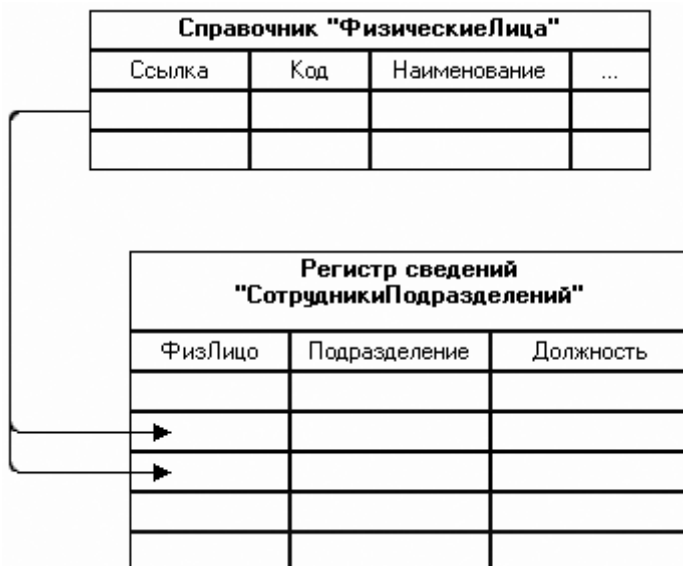 Справочник "ФизическиеЛица"
Ссылка Код Наименование ...
Регистр сведений
"СотрудникиПодразделений"
ФизЛицо Подразделение Должность